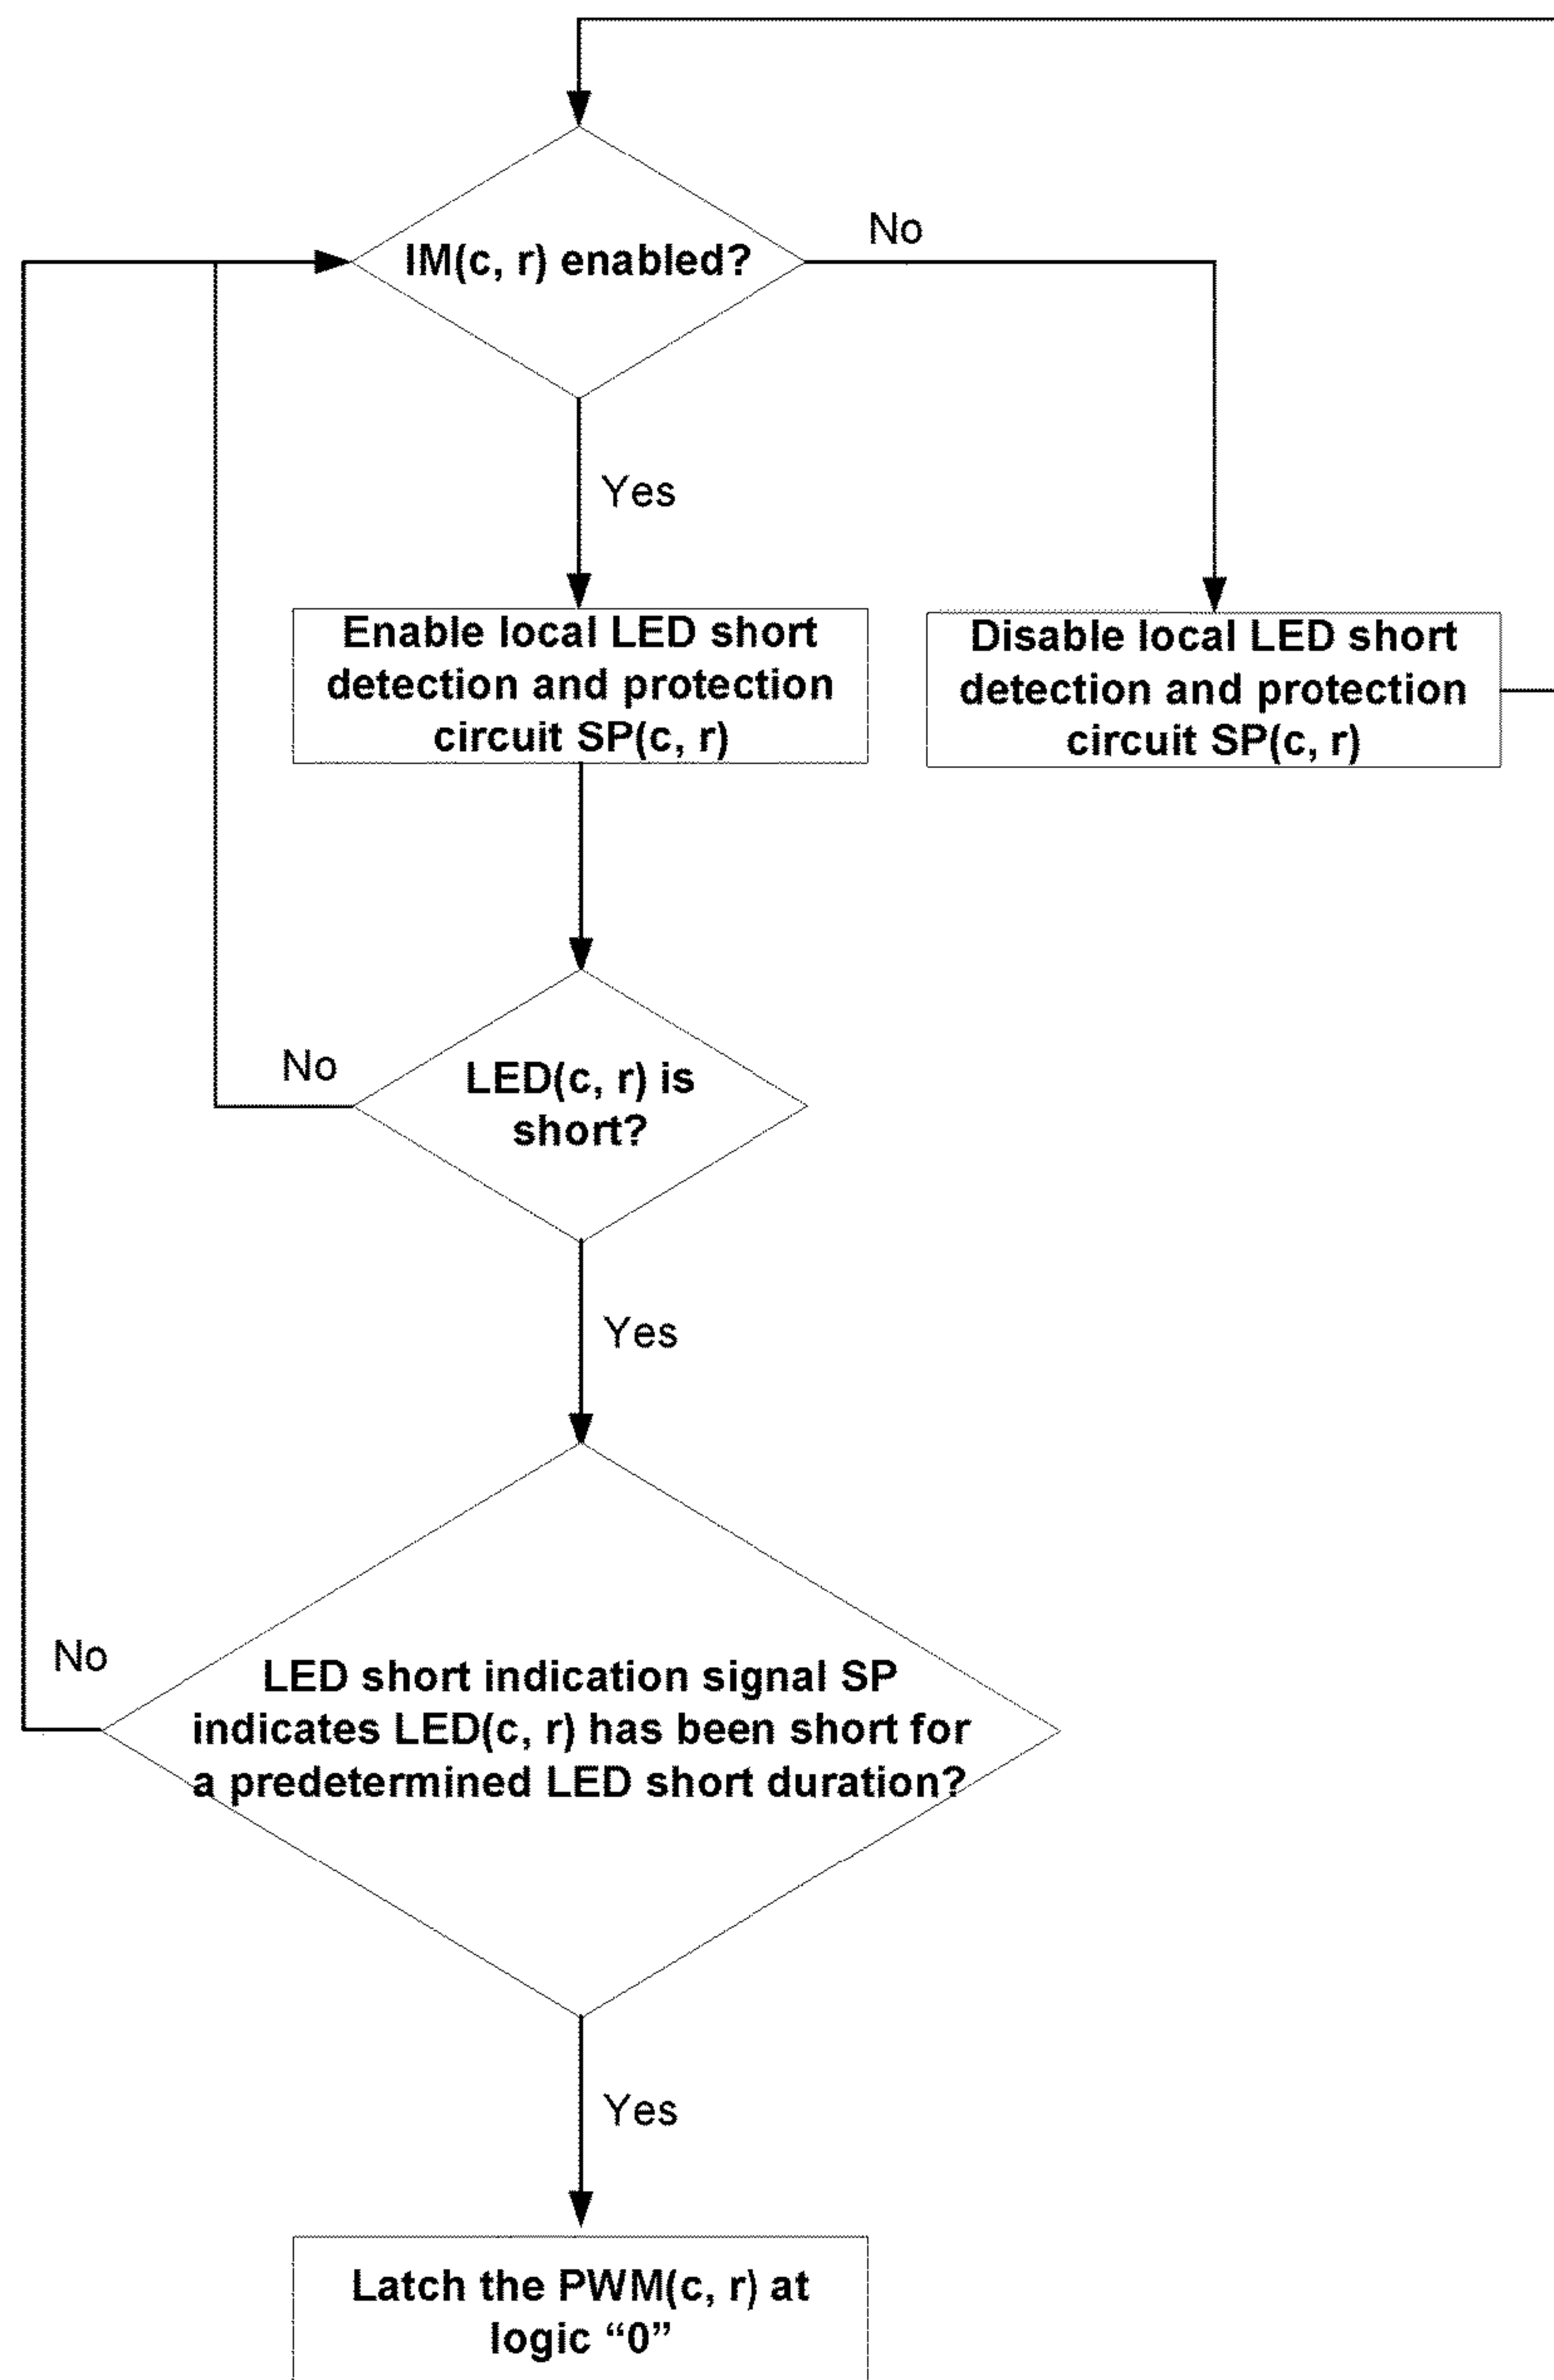 No
IM(c, r) enabled?
Yes
Enable local LED short
detection and protection
circuit SP(c, r)
Disable local LED short
detection and protection
circuit SP(c, r)
No
LED(c, r) is
short?
Yes
No
LED short indication signal SP
indicates LED(c, r) has been short for
a predetermined LED short duration?
Yes
Latch the PWM(c, r) at
logic “0”